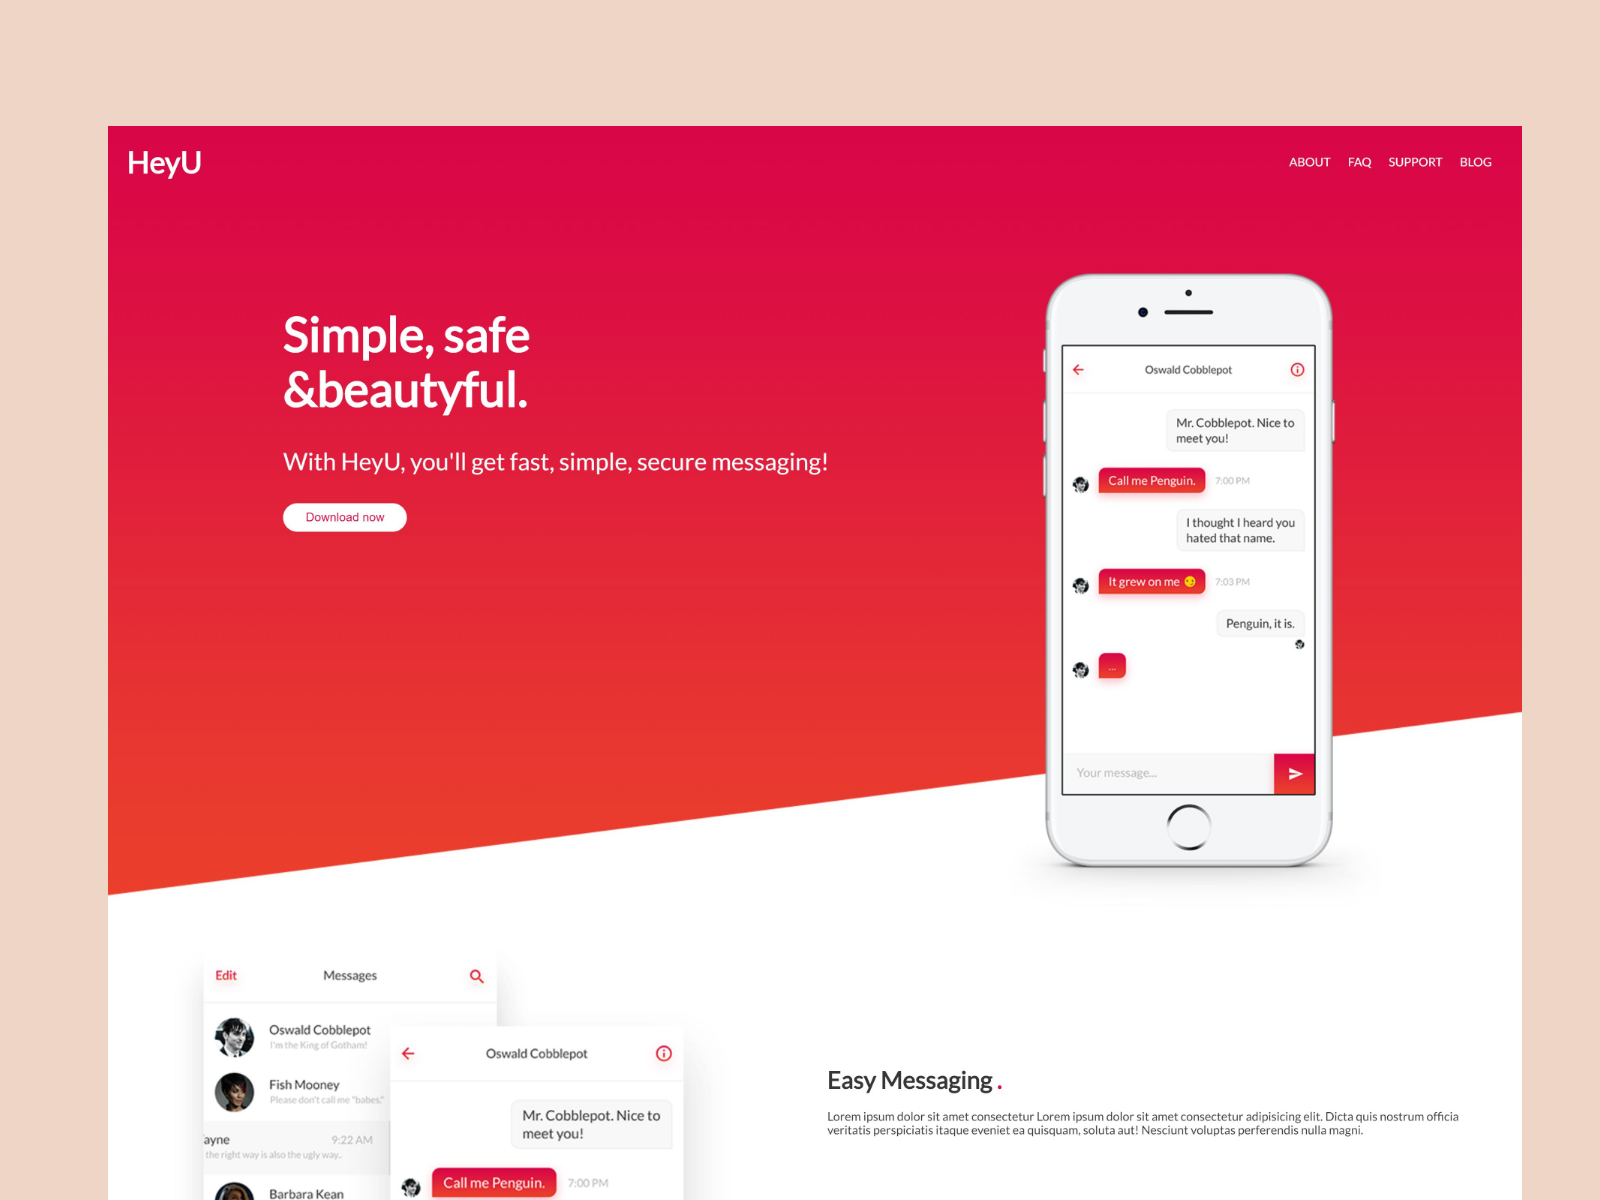 HeyU
ABOUT FAQ SUPPORT BLOG
Simple, safe
&beautyful.
With HeyU, you'll get fast, simple, secure messaging!
Download now
Oswald Cobblepot
Mr. Cobblepot. Nice to
meet you!
Call me Penguin. 7:00 PM
I thought I heard you
hated that name.
It grew on me 😏 7:03 PM
Penguin, it is.
...
Your message...
Edit Messages
Oswald Cobblepot
I'm the King of Gotham!
Fish Mooney
Please don't call me "babes."
ayne 9:22 AM
the right way is also the ugly way..
Barbara Kean
Oswald Cobblepot
Mr. Cobblepot. Nice to
meet you!
Call me Penguin. 7:00 PM
Easy Messaging .
Lorem ipsum dolor sit amet consectetur Lorem ipsum dolor sit amet consectetur adipisicing elit. Dicta quis nostrum officia
veritatis perspiciatis itaque eveniet ea quisquam, soluta aut! Nesciunt voluptas perferendis nulla magni.